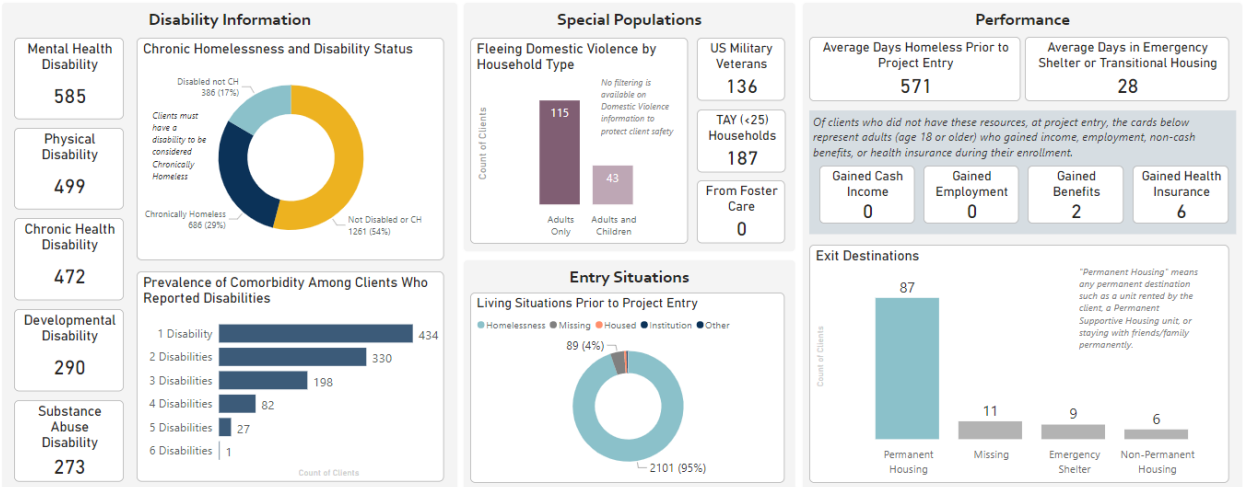 Disability Information
Mental Health
Disability
585
Physical
Disability
499
Chronic Health
Disability
472
Developmental
Disability
290
Substance
Abuse
Disability
273
Chronic Homelessness and Disability Status
Disabled not CH
386 (17%)
Clients must
have a
disability to be
considered
Chronically
Homeless
Chronically Homeless
686 (29%)
Not Disabled or CH
1261 (54%)
Prevalence of Comorbidity Among Clients Who
Reported Disabilities
1 Disability 434
2 Disabilities 330
3 Disabilities 198
4 Disabilities 82
5 Disabilities 27
6 Disabilities 1
Count of Clients
Special Populations
Fleeing Domestic Violence by
Household Type
No filtering is
available on
Domestic Violence
information to
protect client safety
Count of Clients
115
43
Adults
Only
Adults and
Children
US Military
Veterans
136
TAY (<25)
Households
187
From Foster
Care
0
Entry Situations
Living Situations Prior to Project Entry
Homelessness Missing Housed Institution Other
89 (4%)
2101 (95%)
Performance
Average Days Homeless Prior to
Project Entry
571
Average Days in Emergency
Shelter or Transitional Housing
28
Of clients who did not have these resources, at project entry, the cards below
represent adults (age 18 or older) who gained income, employment, non-cash
benefits, or health insurance during their enrollment.
Gained Cash
Income
0
Gained
Employment
0
Gained
Benefits
2
Gained Health
Insurance
6
Exit Destinations
"Permanent Housing" means
any permanent destination
such as a unit rented by the
client, a Permanent
Supportive Housing unit, or
staying with friends/family
permanently.
Count of Clients
87
11
9
6
Permanent
Housing
Missing
Emergency
Shelter
Non-Permanent
Housing